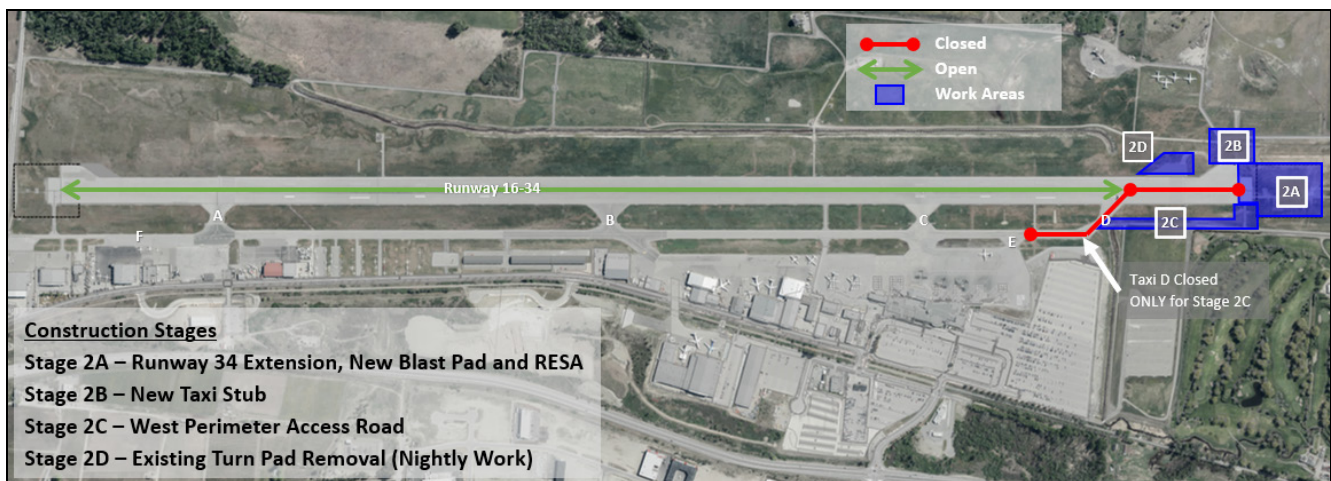 Closed
Open
Work Areas
2D
2B
2A
2C
Runway 16-34
A
B
C
D
E
F
Taxi D Closed
ONLY for Stage 2C
Construction Stages
Stage 2A – Runway 34 Extension, New Blast Pad and RESA
Stage 2B – New Taxi Stub
Stage 2C – West Perimeter Access Road
Stage 2D – Existing Turn Pad Removal (Nightly Work)